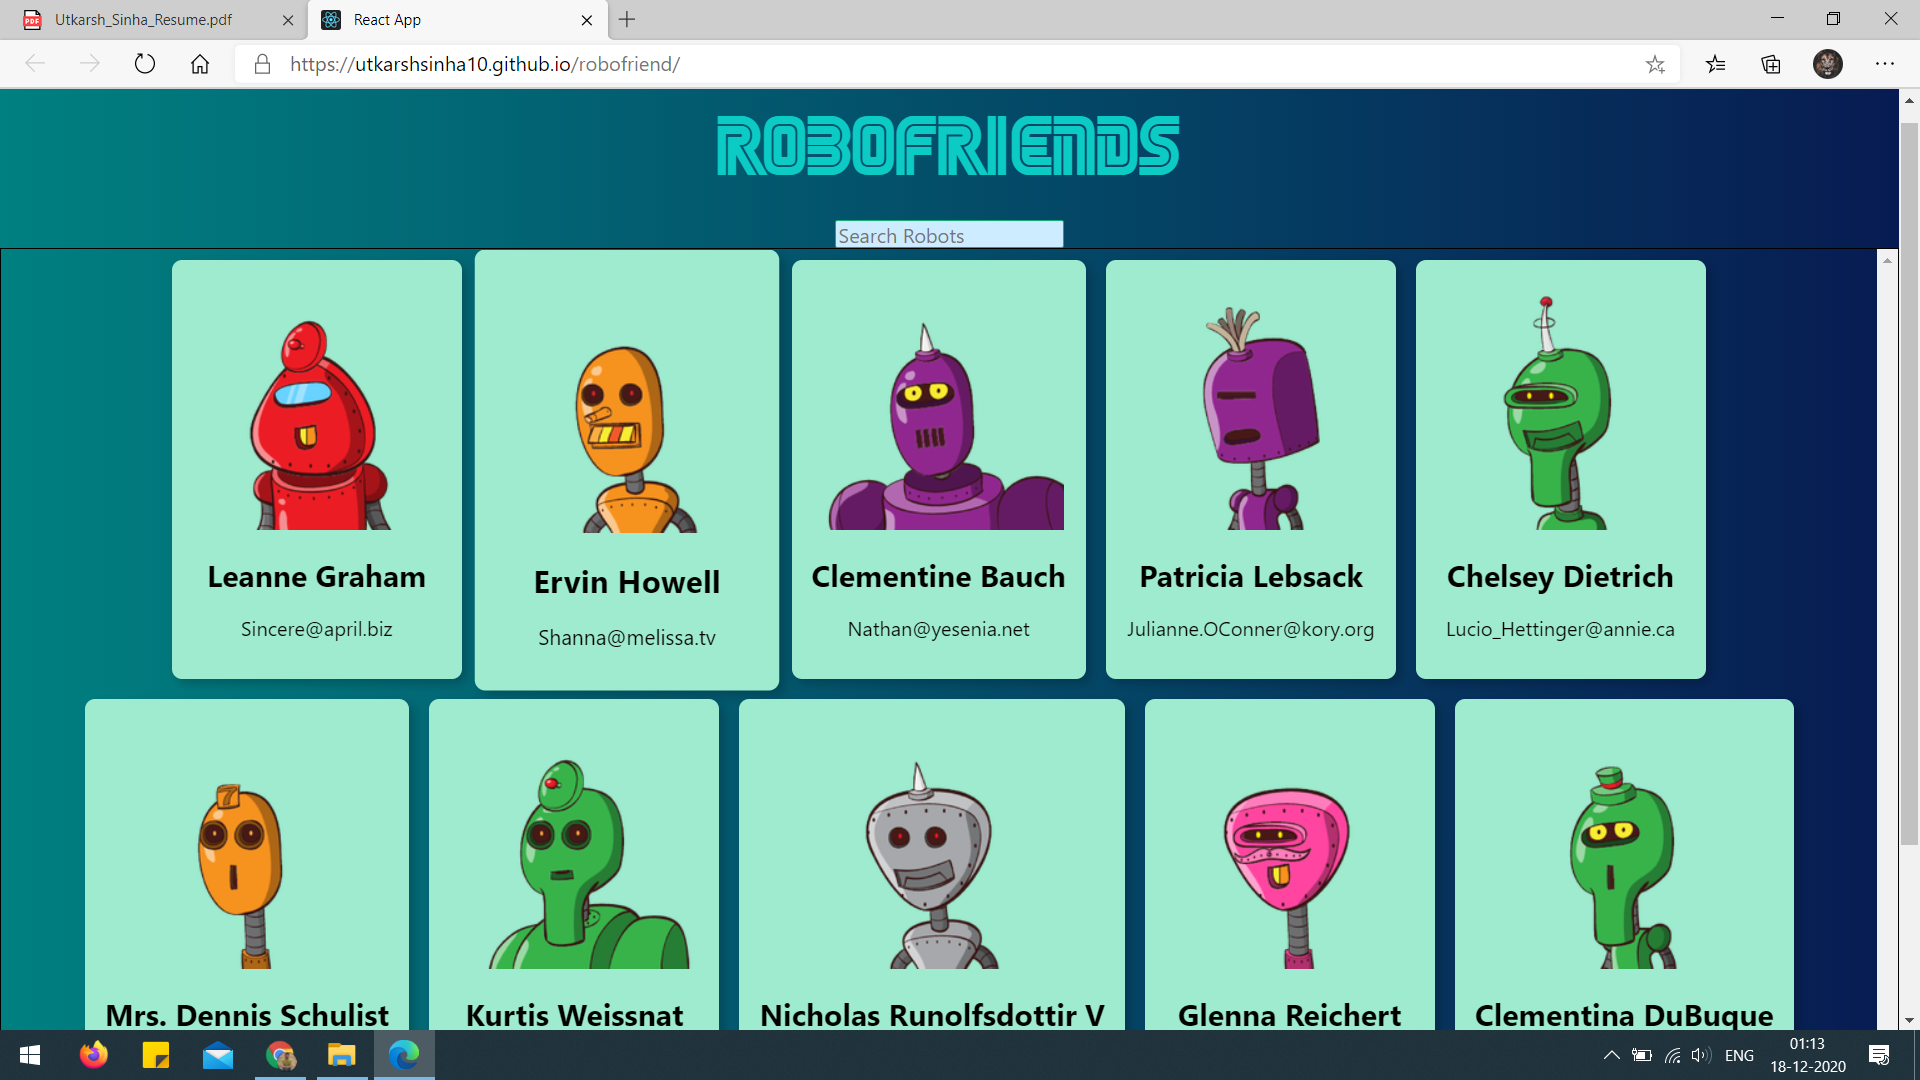 Utkarsh_Sinha_Resume.pdf
React App
https://utkarshsinha10.github.io/robofriend/
ROBOFRIENDS
Search Robots
Leanne Graham
Sincere@april.biz
Ervin Howell
Shanna@melissa.tv
Clementine Bauch
Nathan@yesenia.net
Patricia Lebsack
Julianne.OConner@kory.org
Chelsey Dietrich
Lucio_Hettinger@annie.ca
7
Mrs. Dennis Schulist
Kurtis Weissnat
Nicholas Runolfsdottir V
Glenna Reichert
Clementina DuBuque
ENG
01:13
18-12-2020